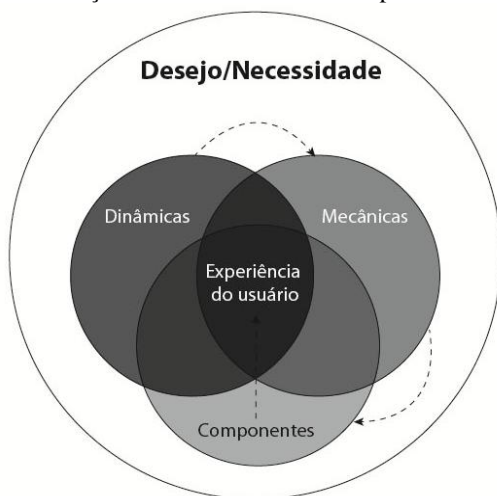 Desejo/Necessidade
Dinâmicas
Mecânicas
Experiência
do usuário
Componentes